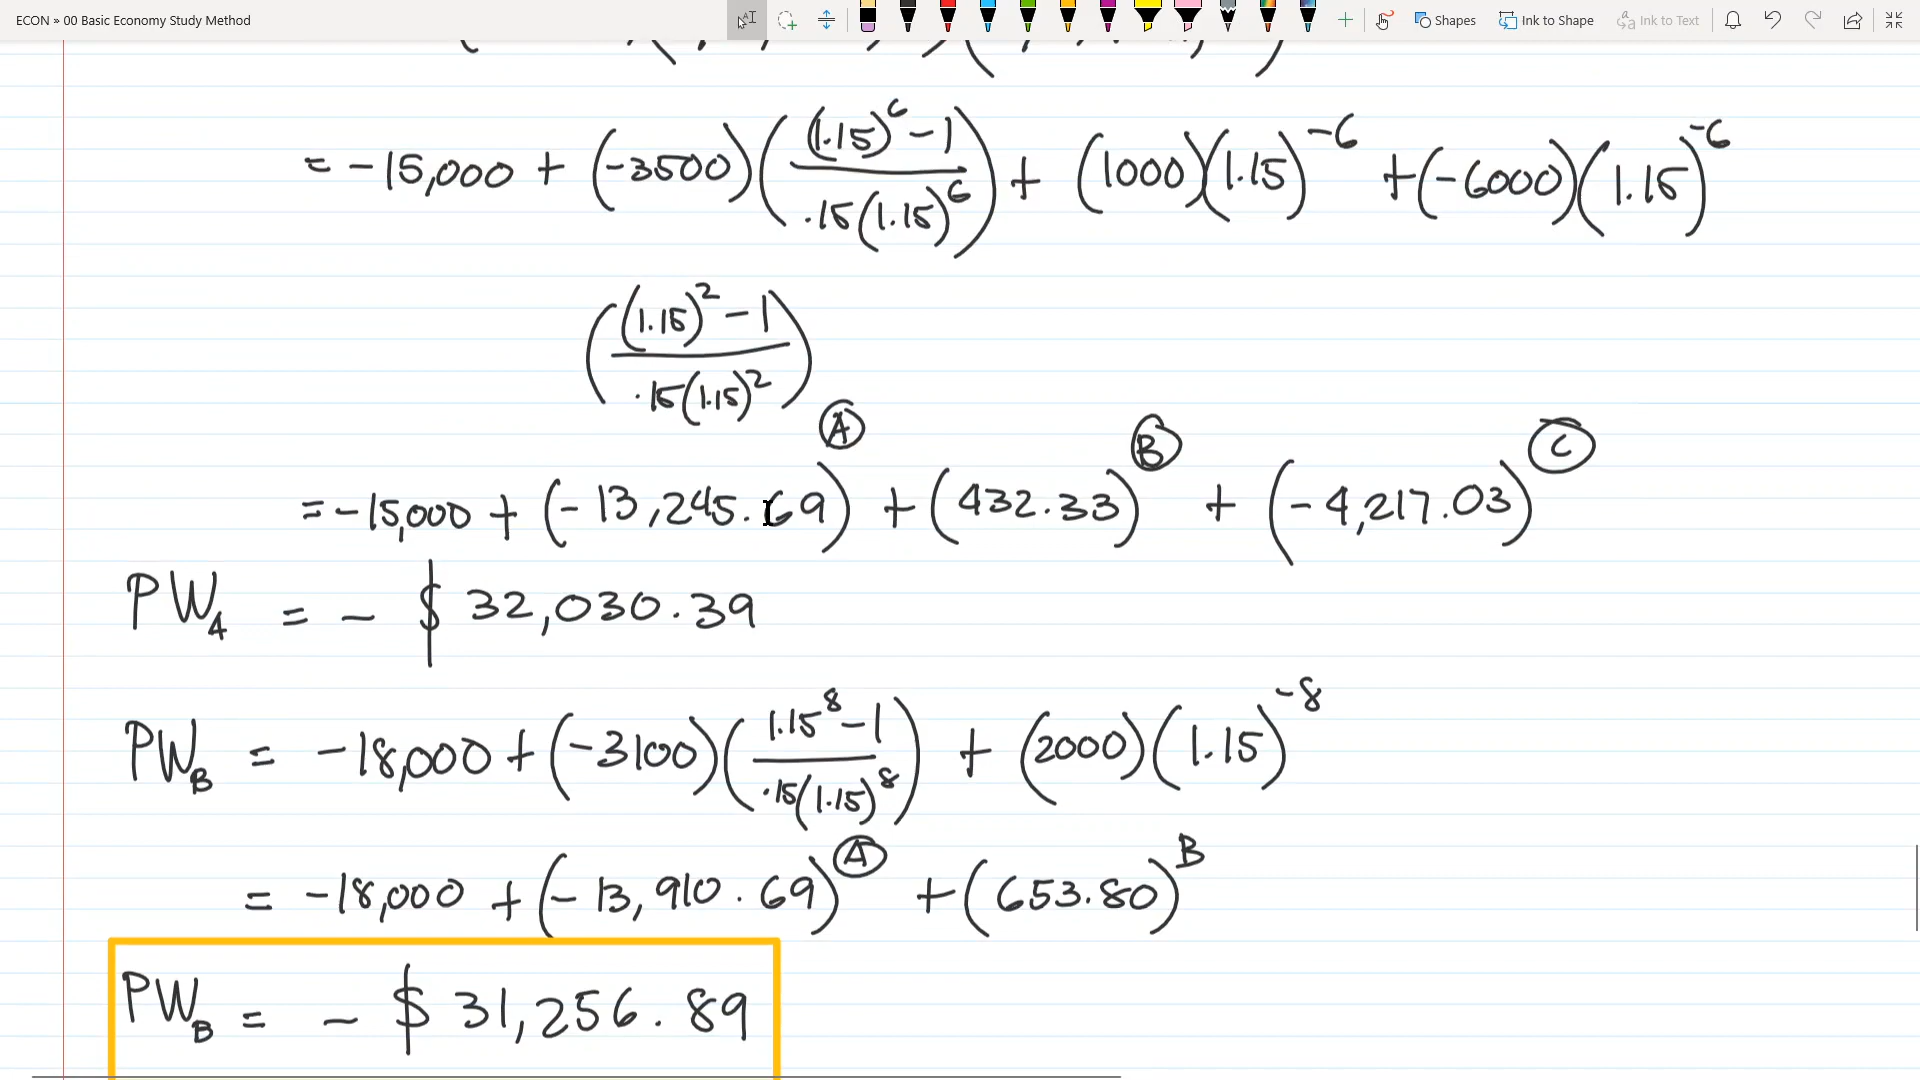 ECON » 00 Basic Economy Study Method
Shapes Ink to Shape Ink to Text
= -15,000 + (-3500) ( (1.15)^6 - 1 / .15(1.15)^6 ) + (1000)(1.15)^-6 + (-6000)(1.15)^-6
( (1.15)^2 - 1 / .15(1.15)^2 )
= -15,000 + (-13,245.69) Ⓐ + (432.33) Ⓑ + (-4,217.03) Ⓒ
PW_A = - $ 32,030.39
PW_B = -18,000 + (-3100) ( 1.15^8 - 1 / .15(1.15)^8 ) + (2000)(1.15)^-8
= -18,000 + (-13,910.69) Ⓐ + (653.80) B
PW_B = - $ 31,256.89